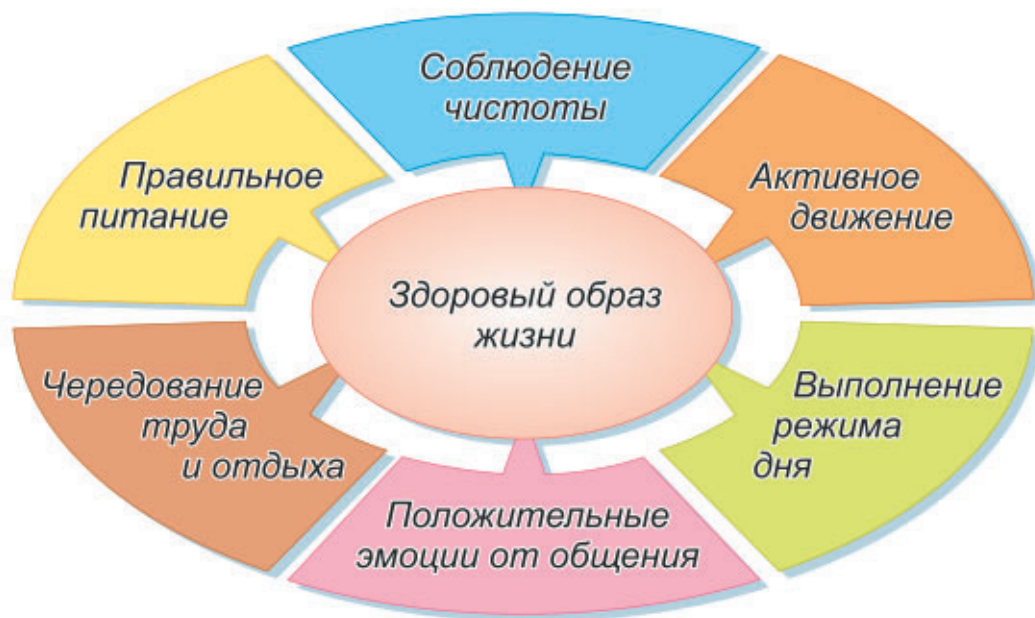 Соблюдение
чистоты
Правильное
питание
Активное
движение
Здоровый образ
жизни
Чередование
труда
и отдыха
Выполнение
режима
дня
Положительные
эмоции от общения